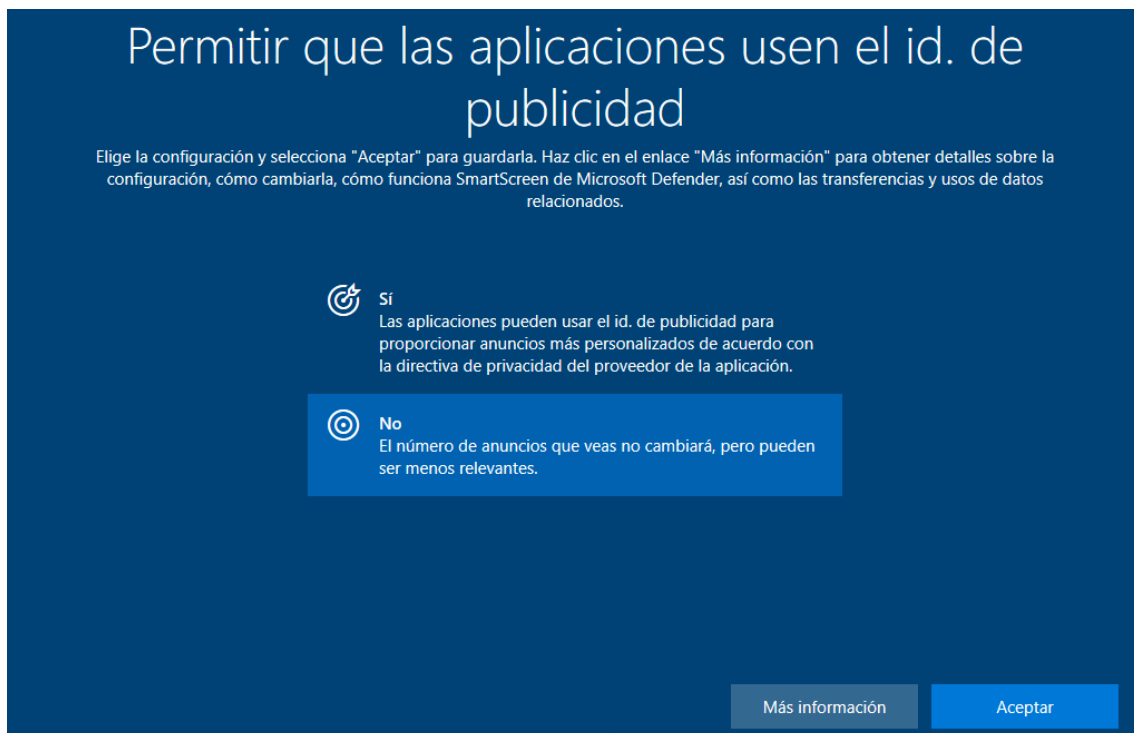 Permitir que las aplicaciones usen el id. de
publicidad
Elige la configuración y selecciona "Aceptar" para guardarla. Haz clic en el enlace "Más información" para obtener detalles sobre la
configuración, cómo cambiarla, cómo funciona SmartScreen de Microsoft Defender, así como las transferencias y usos de datos
relacionados.
Sí
Las aplicaciones pueden usar el id. de publicidad para
proporcionar anuncios más personalizados de acuerdo con
la directiva de privacidad del proveedor de la aplicación.
No
El número de anuncios que veas no cambiará, pero pueden
ser menos relevantes.
Más información
Aceptar